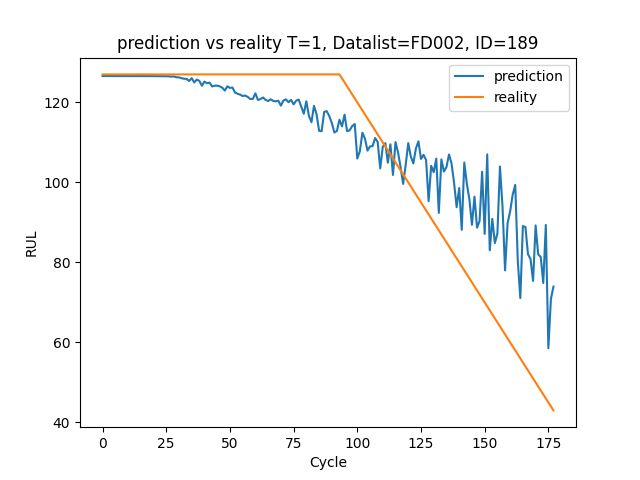 prediction vs reality T=1, Datalist=FD002, ID=189
prediction
reality
120
100
80
60
40
RUL
0 25 50 75 100 125 150 175
Cycle